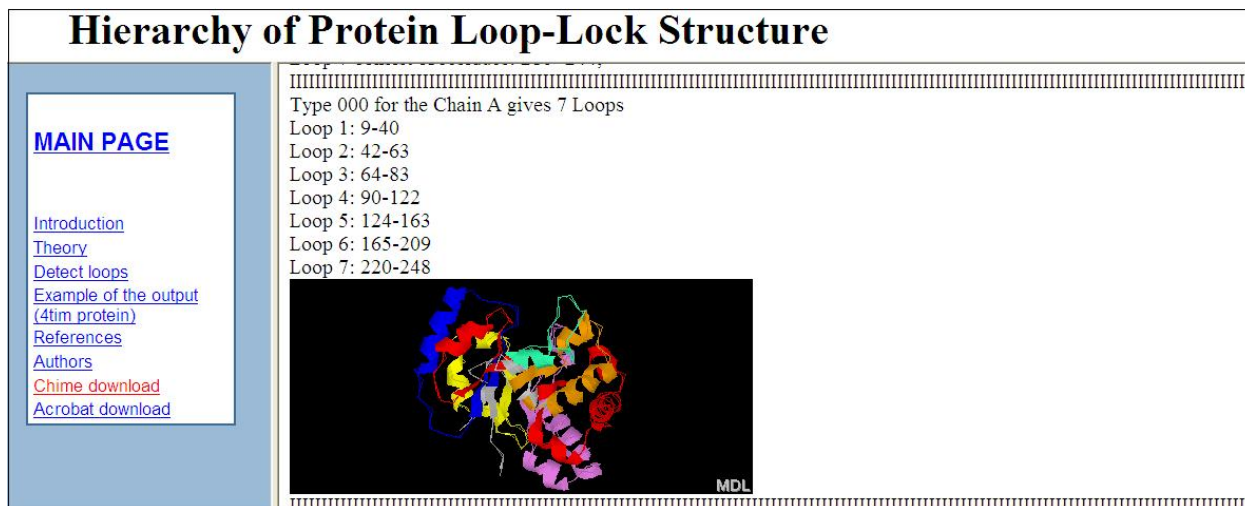 Hierarchy of Protein Loop-Lock Structure
MAIN PAGE
Introduction
Theory
Detect loops
Example of the output
(4tim protein)
References
Authors
Chime download
Acrobat download
Type 000 for the Chain A gives 7 Loops
Loop 1: 9-40
Loop 2: 42-63
Loop 3: 64-83
Loop 4: 90-122
Loop 5: 124-163
Loop 6: 165-209
Loop 7: 220-248
MDL